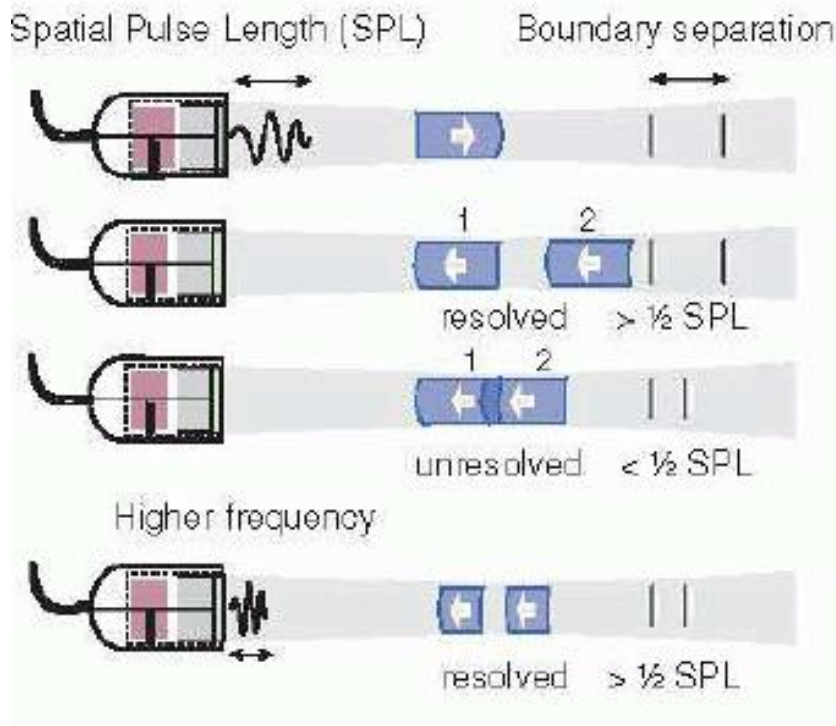 Spatial Pulse Length (SPL) Boundary separation
1 2
resolved > ½ SPL
1 2
unresolved < ½ SPL
Higher frequency
resolved > ½ SPL